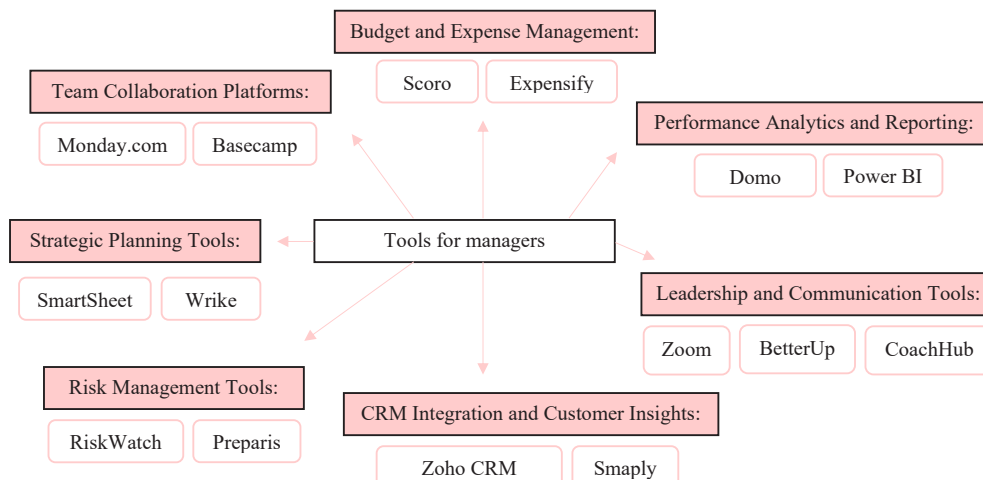 Budget and Expense Management:
Scoro
Expensify
Team Collaboration Platforms:
Monday.com
Basecamp
Performance Analytics and Reporting:
Domo
Power BI
Strategic Planning Tools:
SmartSheet
Wrike
Tools for managers
Leadership and Communication Tools:
Zoom
BetterUp
CoachHub
Risk Management Tools:
RiskWatch
Preparis
CRM Integration and Customer Insights:
Zoho CRM
Smaply